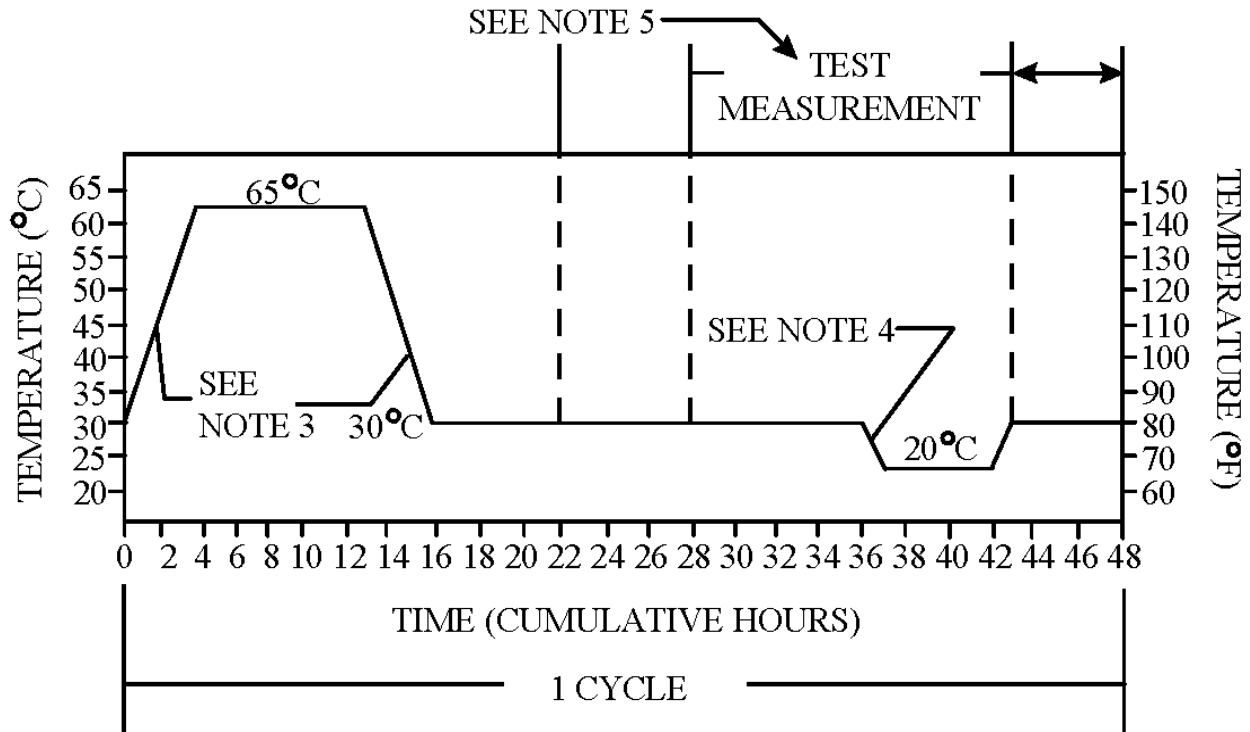 SEE NOTE 5
TEST
MEASUREMENT
TEMPERATURE (°C)
65
60
55
50
45
40
35
30
25
20
65°C
SEE
NOTE 3
30°C
SEE NOTE 4
20°C
150
145
130
120
110
100
90
80
70
60
TEMPERATURE (°F)
0 2 4 6 8 10 12 14 16 18 20 22 24 26 28 30 32 34 36 38 40 42 44 46 48
TIME (CUMULATIVE HOURS)
1 CYCLE